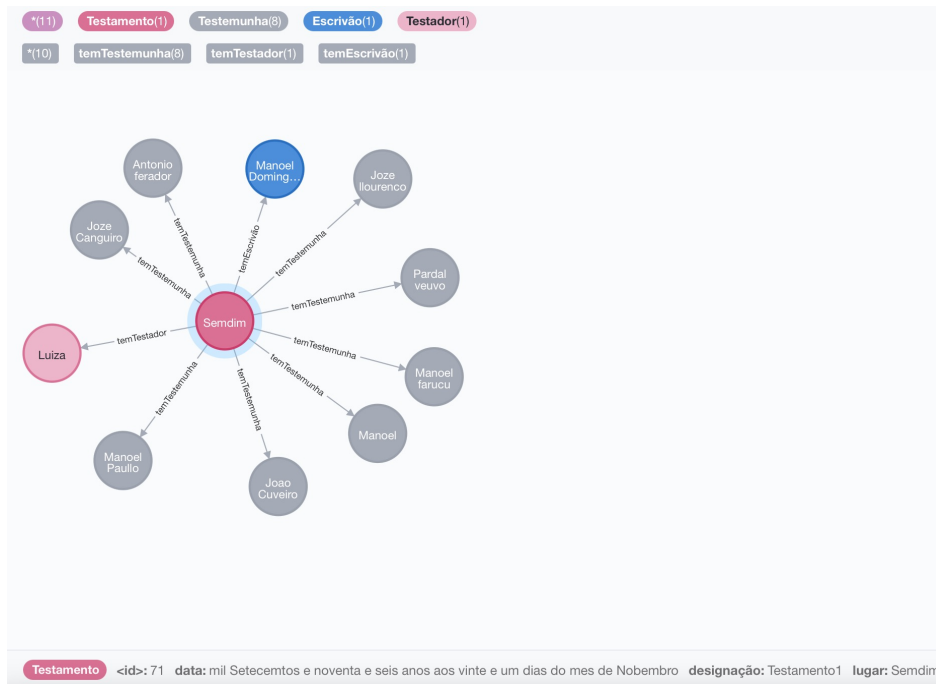 *(11) Testamento(1) Testemunha(8) Escrivão(1) Testador(1)
*(10) temTestemunha(8) temTestador(1) temEscrivão(1)
Antonio
ferador
Manoel
Doming...
Joze
llourenco
Joze
Canguiro
temTestemunha
temEscrivão
temTestemunha
temTestemunha
Pardal
veuvo
temTestemunha
Semdim
temTestador
Luiza
temTestemunha
Manoel
farucu
temTestemunha
temTestemunha
temTestemunha
Manoel
Manoel
Paullo
Joao
Cuveiro
Testamento <id>: 71 data: mil Setecemtos e noventa e seis anos aos vinte e um dias do mes de Nobembro designação: Testamento1 lugar: Semdim